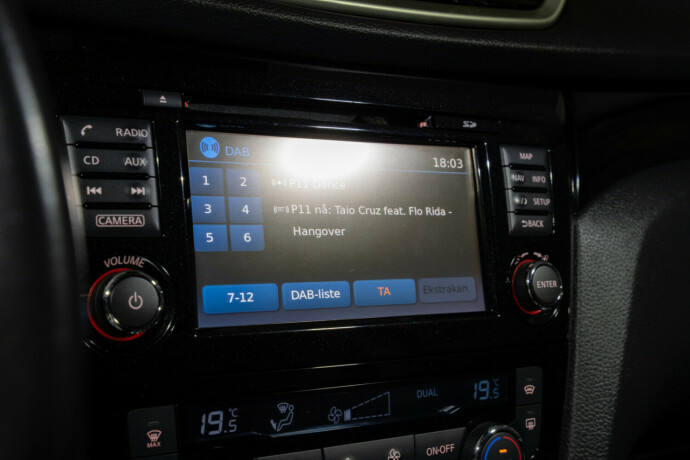 RADIO
CD AUX
CAMERA
VOLUME
DAB 18:03
1 2 P11 Dance
3 4 P11 nå: Taio Cruz feat. Flo Rida -
Hangover
5 6
7-12 DAB-liste TA Ekstrakan.
MAP
NAV INFO
SETUP
BACK
ENTER
19.5 °C DUAL 19.5 °C
MAX
ON•OFF